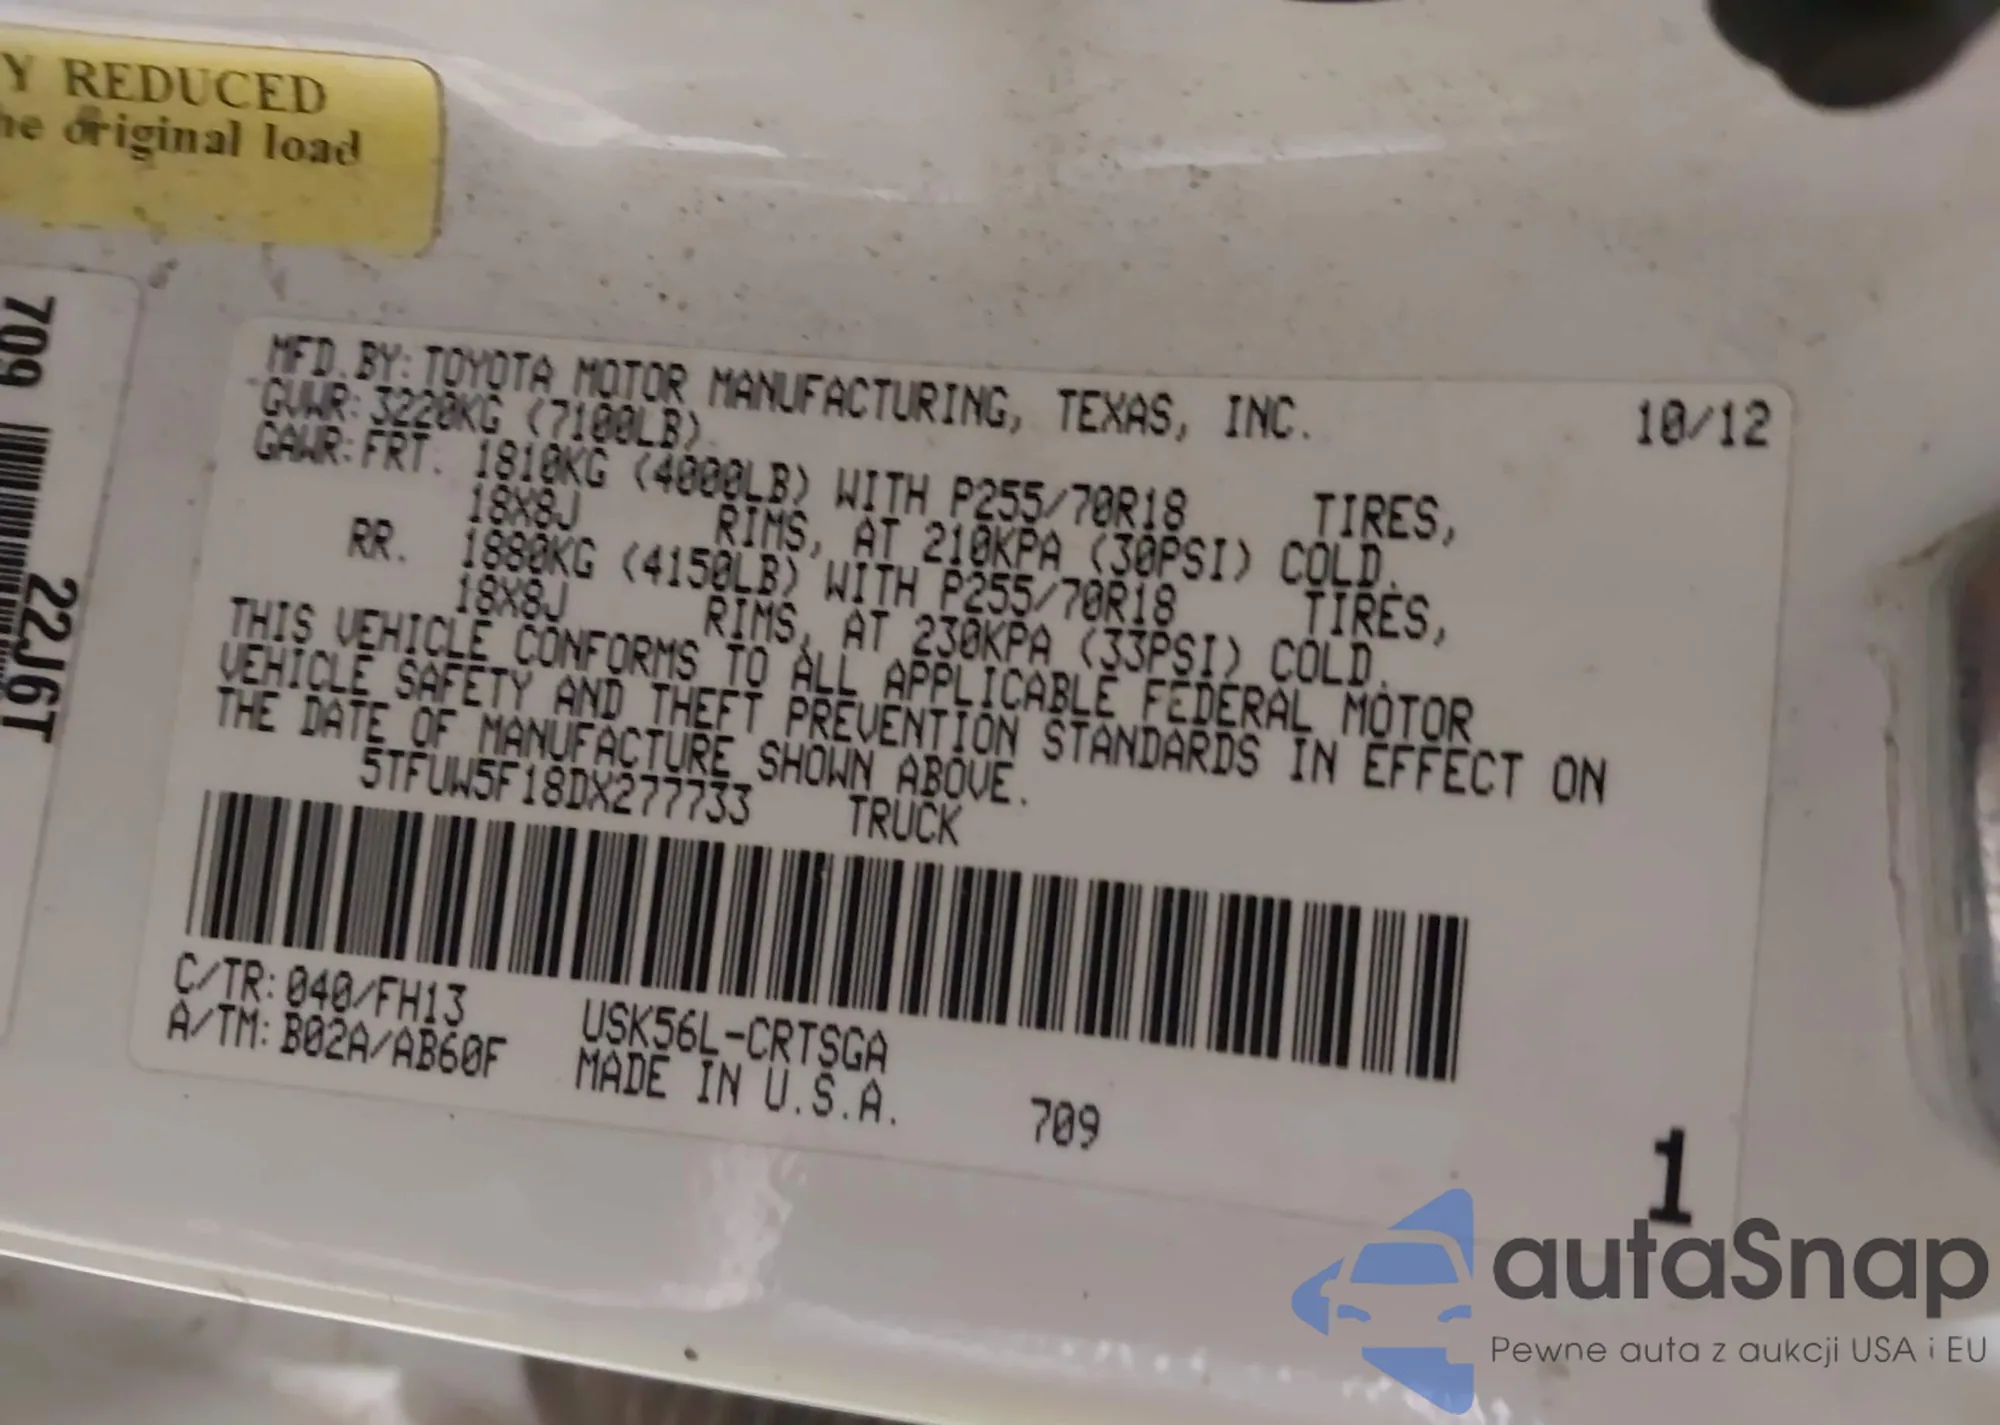 Y REDUCED
he original load
709
22J6T
MFD. BY: TOYOTA MOTOR MANUFACTURING, TEXAS, INC. 10/12
GVWR: 3220KG (7100LB)
GAWR: FRT. 1810KG (4000LB) WITH P255/70R18 TIRES,
18X8J RIMS, AT 210KPA (30PSI) COLD.
RR. 1880KG (4150LB) WITH P255/70R18 TIRES,
18X8J RIMS, AT 230KPA (33PSI) COLD.
THIS VEHICLE CONFORMS TO ALL APPLICABLE FEDERAL MOTOR
VEHICLE SAFETY AND THEFT PREVENTION STANDARDS IN EFFECT ON
THE DATE OF MANUFACTURE SHOWN ABOVE.
5TFUW5F18DX277733 TRUCK
C/TR: 040/FH13 USK56L-CRTSGA
A/TM: B02A/AB60F MADE IN U.S.A. 709
1
autaSnap
Pewne auta z aukcji USA i EU